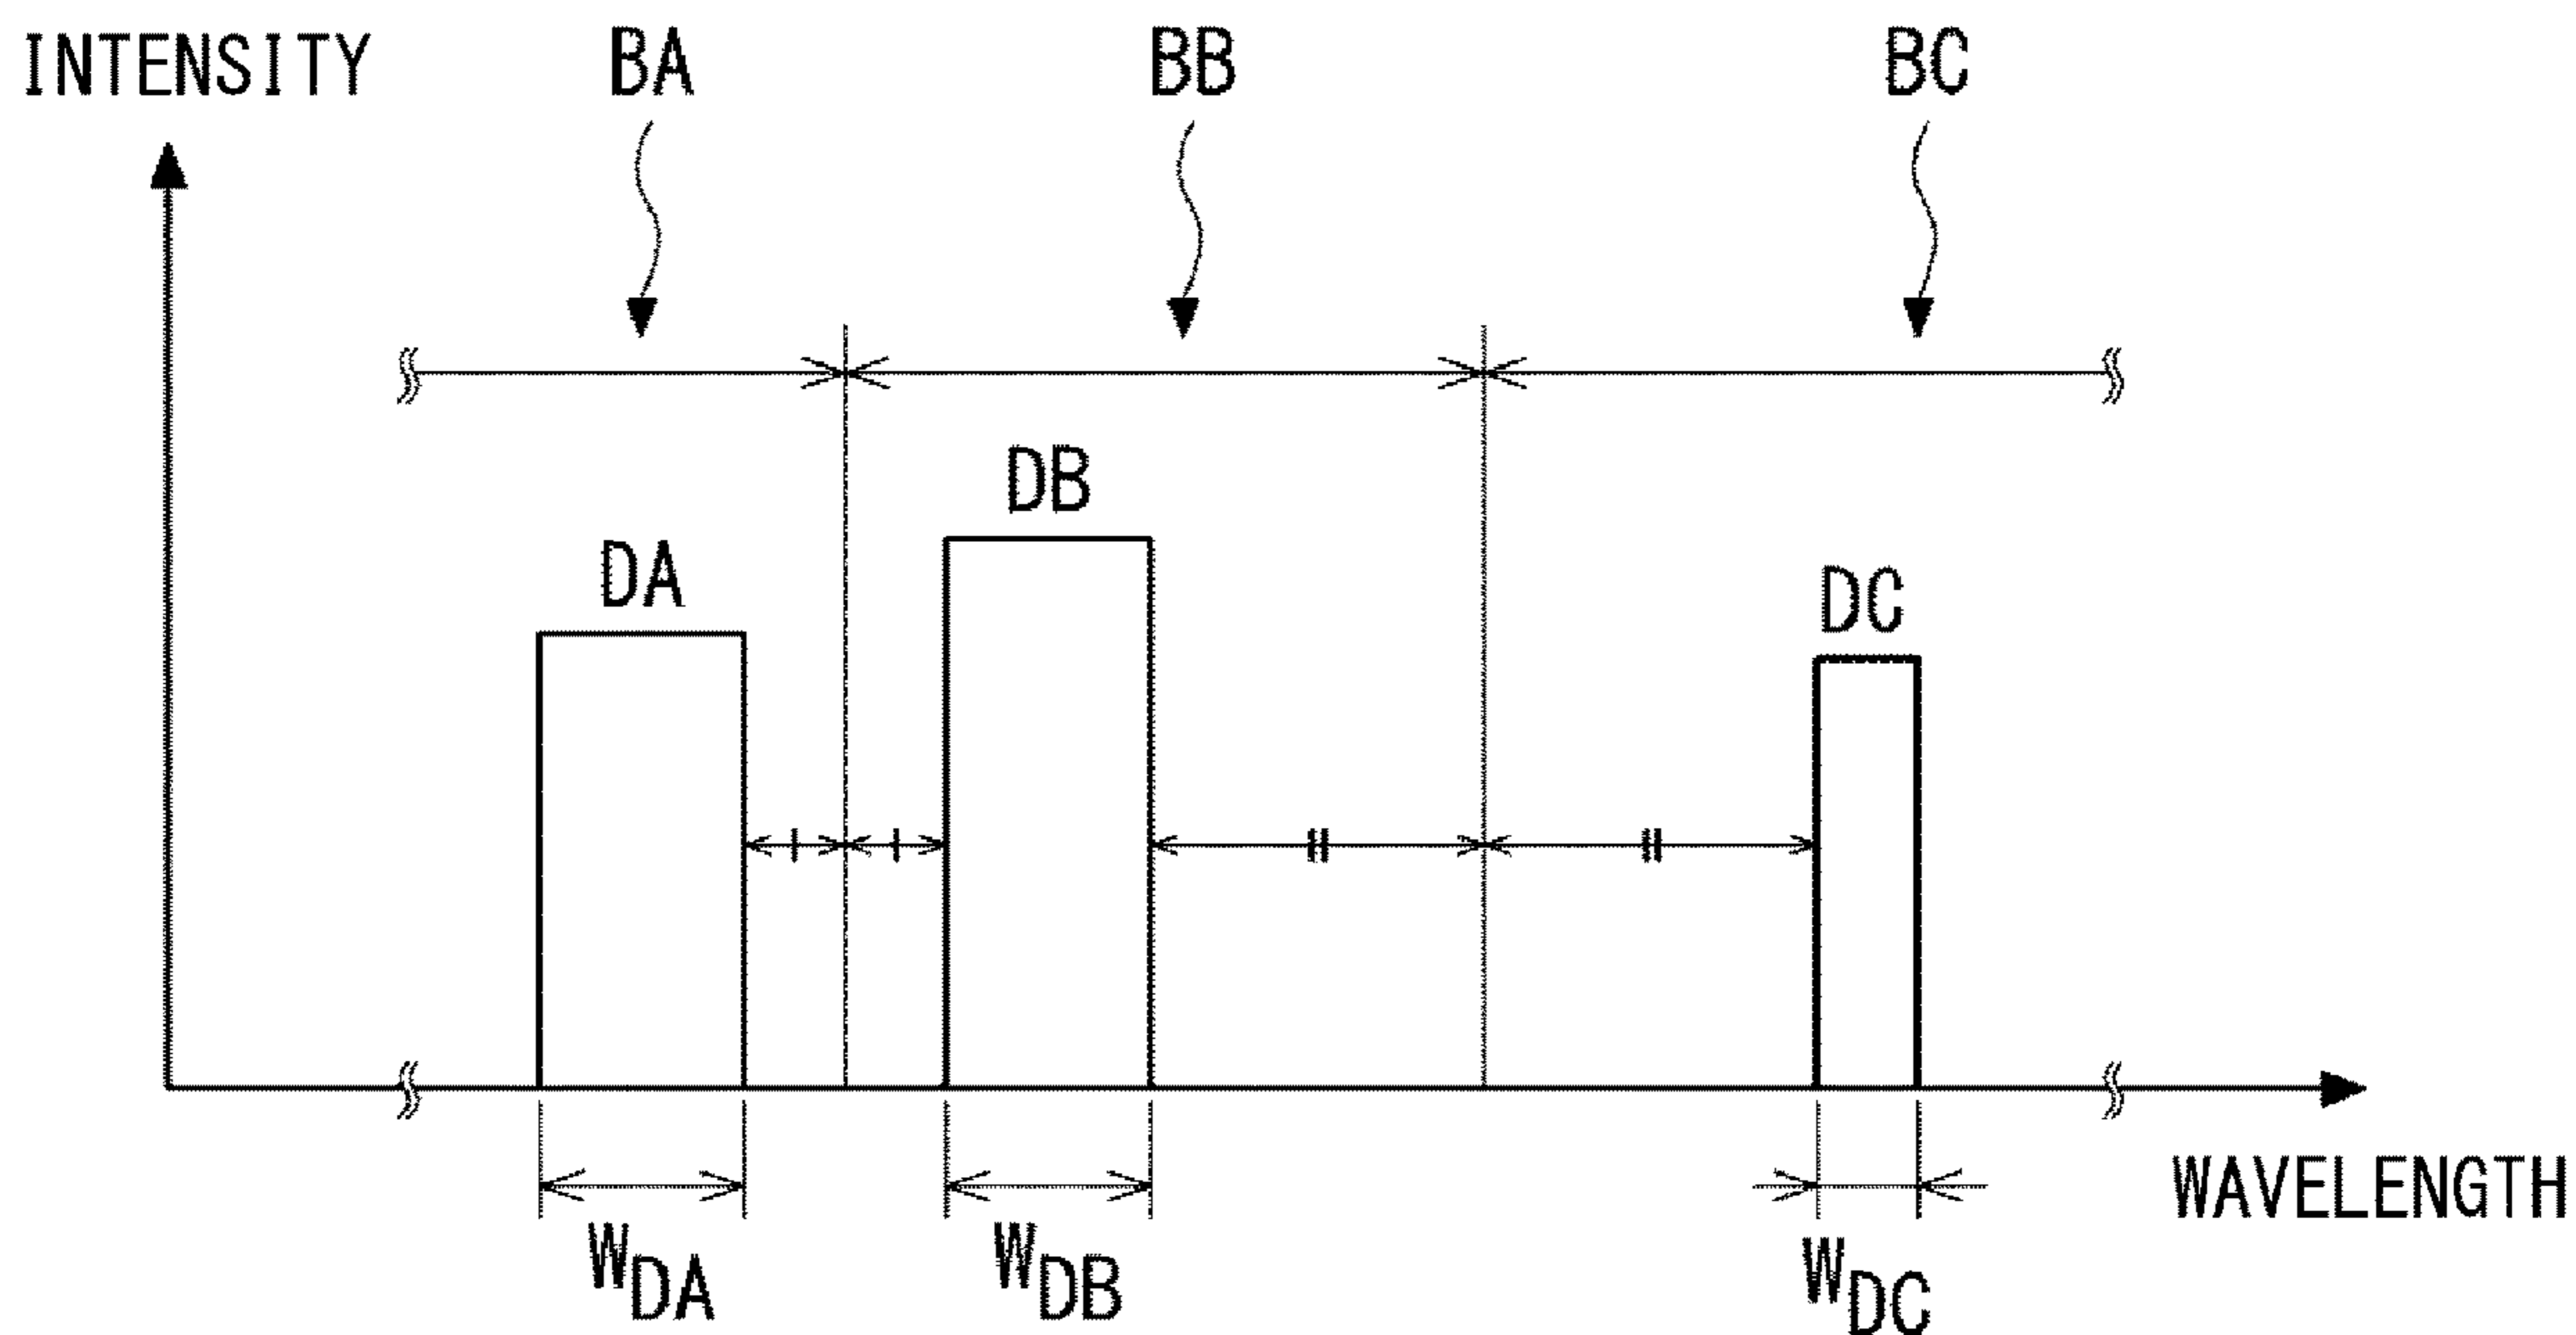 INTENSITY BA BB BC
DB
DA
DC
WAVELENGTH
WDA WDB WDC